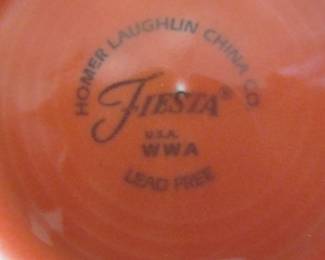 HOMER LAUGHLIN CHINA CO.
FIESTA®
U.S.A.
WWA
LEAD FREE